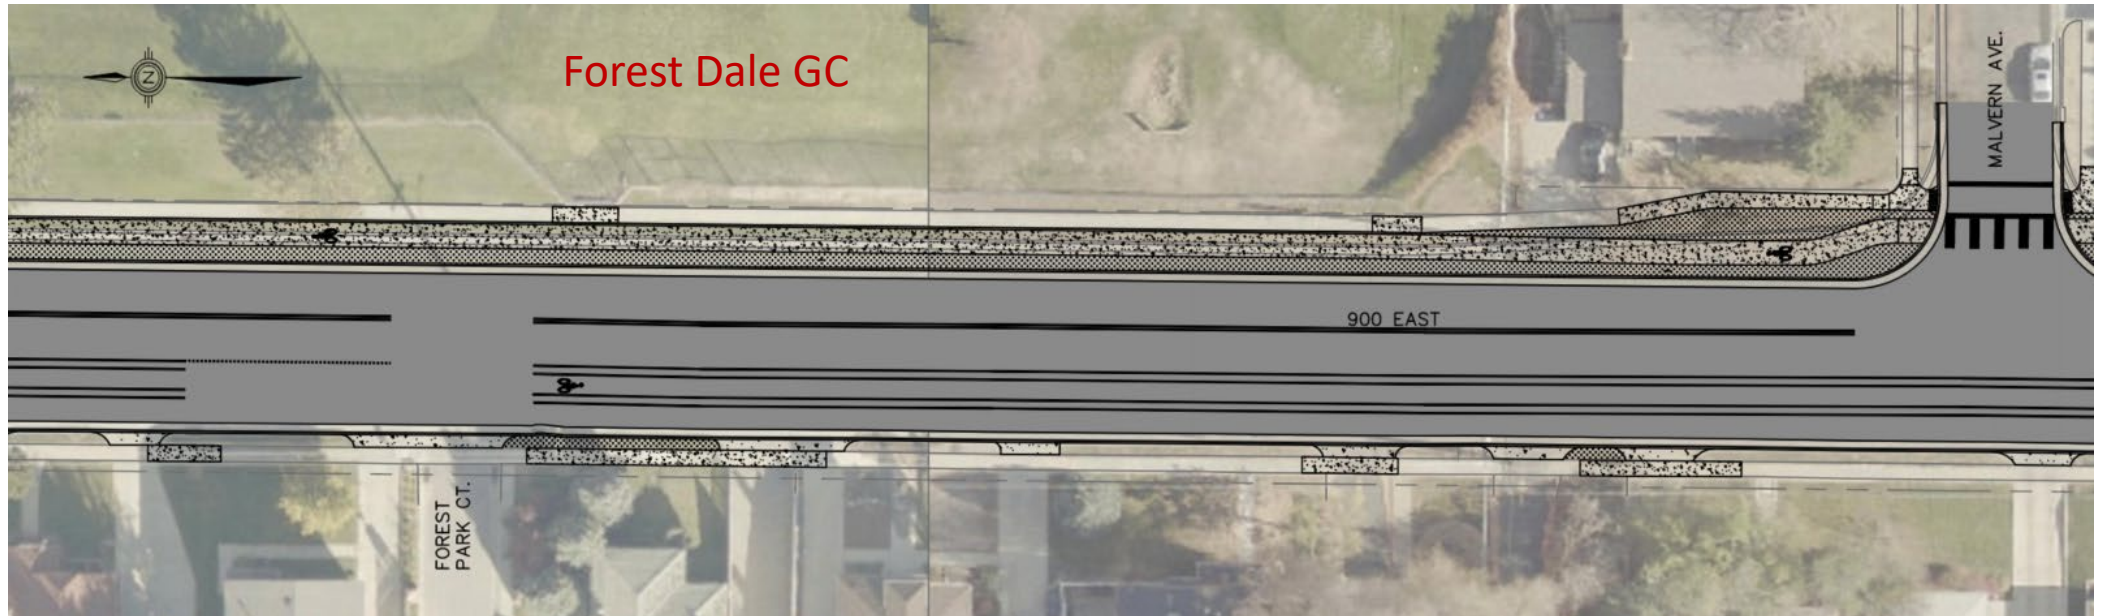 N
Forest Dale GC
MALVERN AVE.
900 EAST
FOREST
PARK CT.